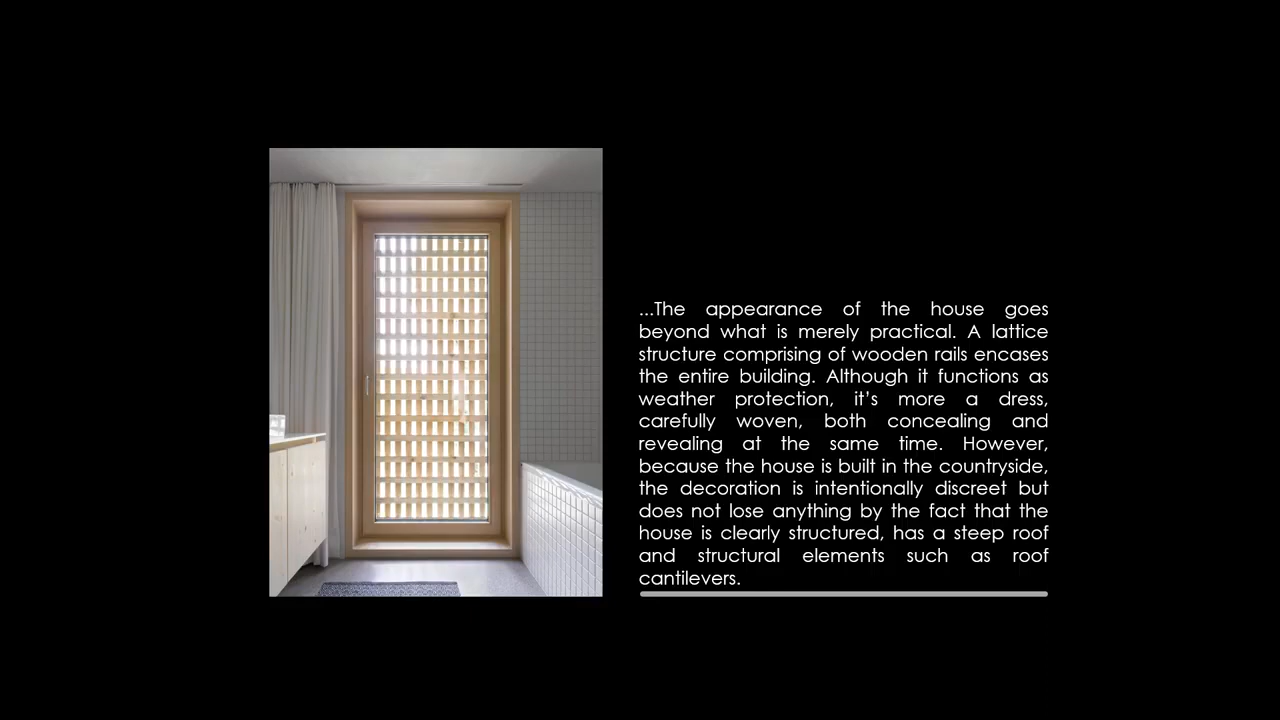 ...The appearance of the house goes
beyond what is merely practical. A lattice
structure comprising of wooden rails encases
the entire building. Although it functions as
weather protection, it's more a dress,
carefully woven, both concealing and
revealing at the same time. However,
because the house is built in the countryside,
the decoration is intentionally discreet but
does not lose anything by the fact that the
house is clearly structured, has a steep roof
and structural elements such as roof
cantilevers.